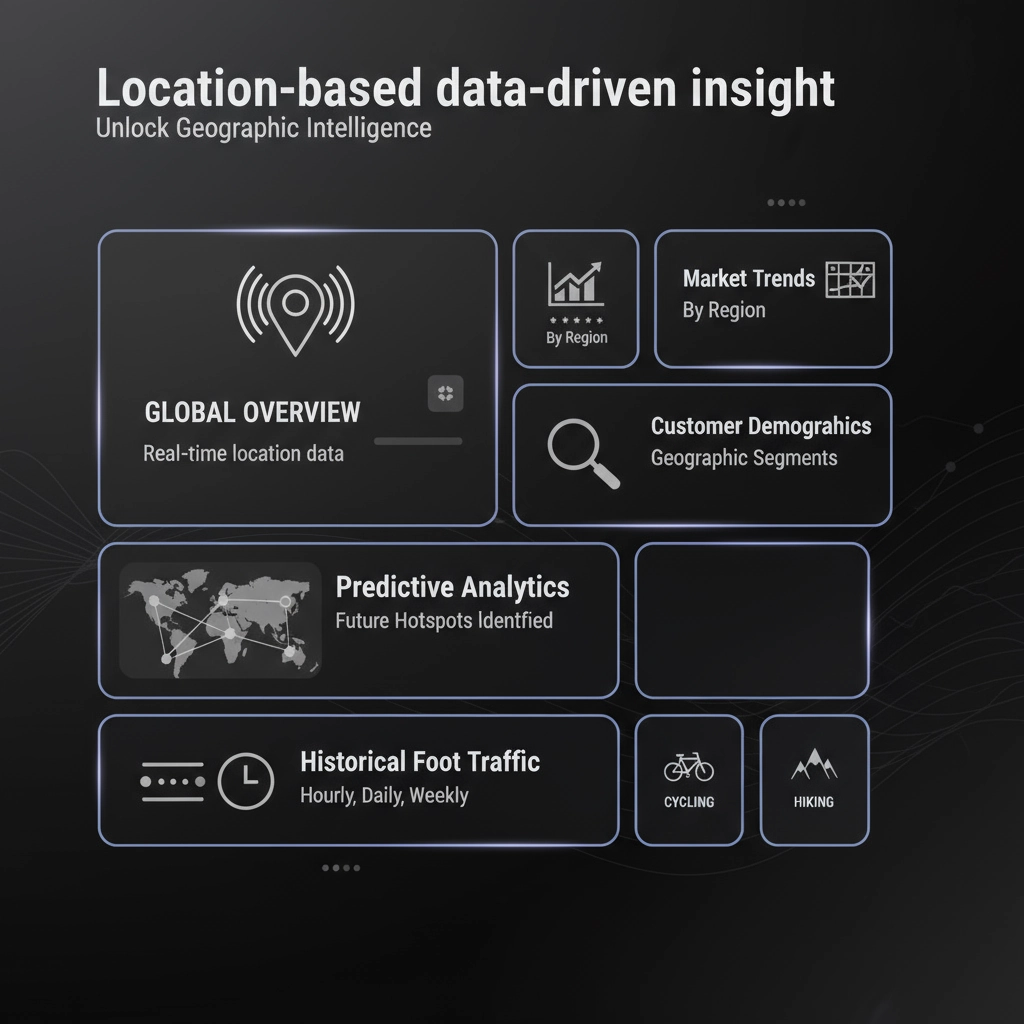 Location-based data-driven insight
Unlock Geographic Intelligence
GLOBAL OVERVIEW
Real-time location data
By Region
Market Trends
By Region
Customer Demograhics
Geographic Segments
Predictive Analytics
Future Hotspots Identfied
Historical Foot Traffic
Hourly, Daily, Weekly
CYCLING
HIKING